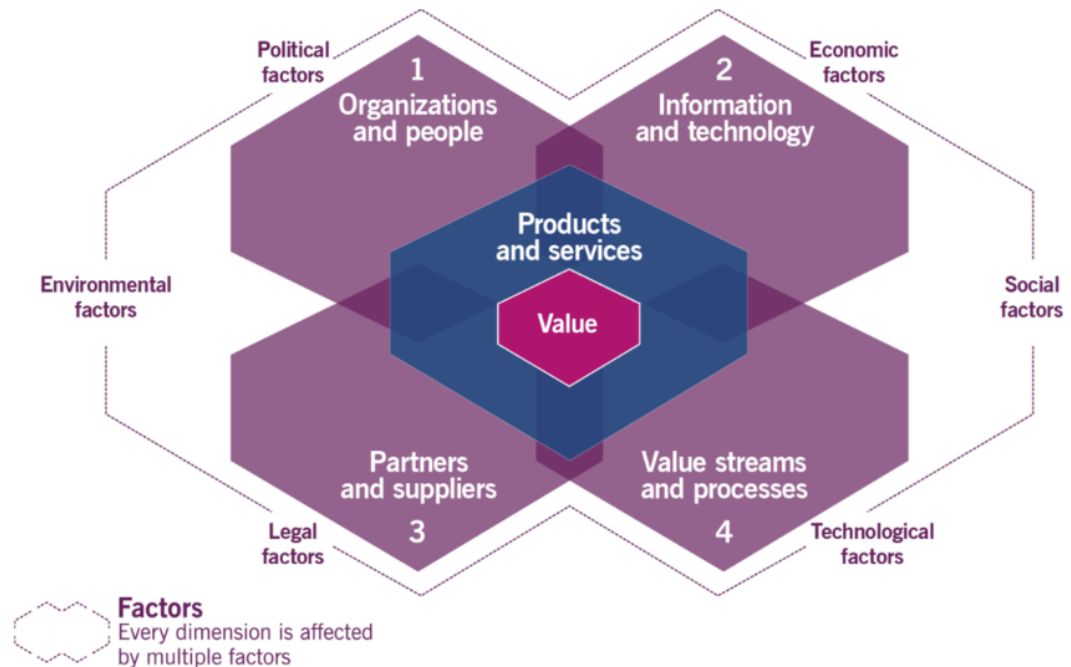 Political
factors
Economic
factors
1
Organizations
and people
2
Information
and technology
Products
and services
Environmental
factors
Value
Social
factors
Partners
and suppliers
3
Value streams
and processes
4
Legal
factors
Technological
factors
Factors
Every dimension is affected
by multiple factors